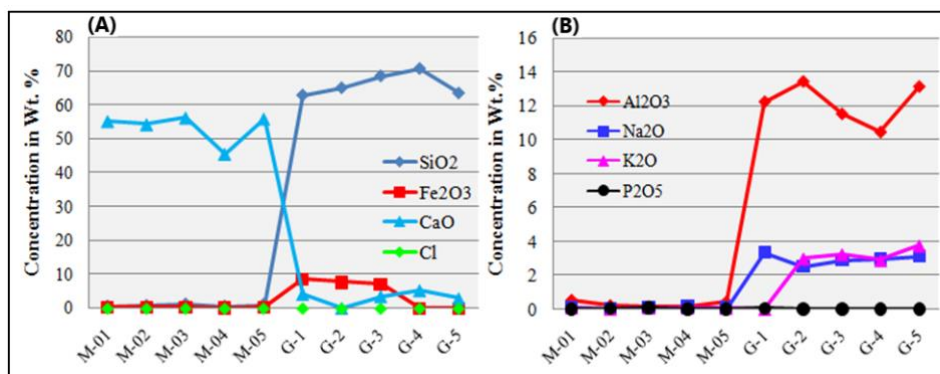 (A)
Concentration in Wt. %
80
70
60
50
40
30
20
10
0
SiO2
Fe2O3
CaO
Cl
M-01
M-02
M-03
M-04
M-05
G-1
G-2
G-3
G-4
G-5
(B)
Concentration in Wt.%
16
14
12
10
8
6
4
2
0
Al2O3
Na2O
K2O
P2O5
M-01
M-02
M-03
M-04
M-05
G-1
G-2
G-3
G-4
G-5